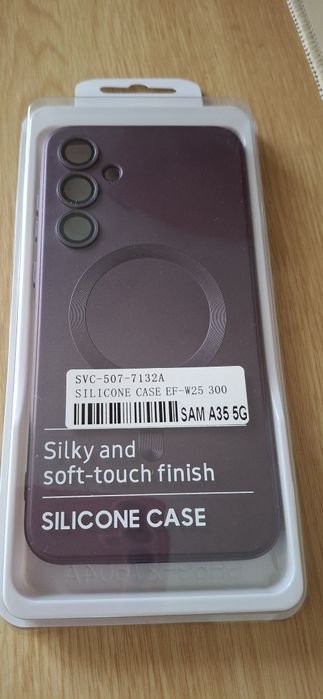 SVC-507-7132A
SILICONE CASE EF-W25 300
SAM A35 5G
Silky and
soft-touch finish
SILICONE CASE